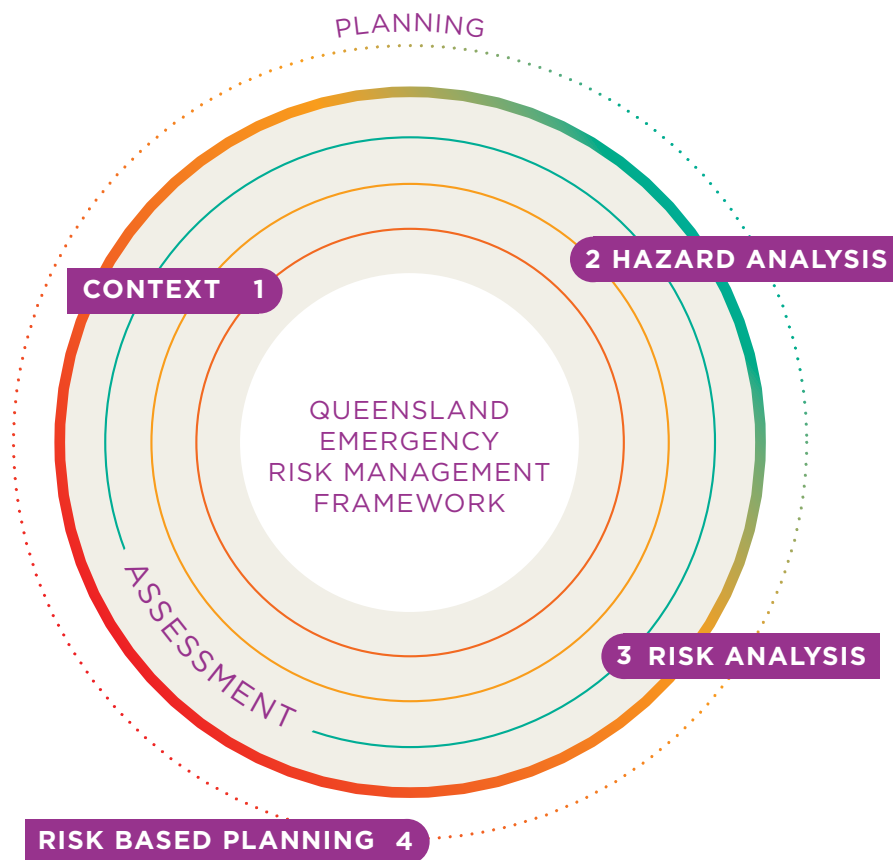 PLANNING
CONTEXT 1
2 HAZARD ANALYSIS
QUEENSLAND
EMERGENCY
RISK MANAGEMENT
FRAMEWORK
ASSESSMENT
3 RISK ANALYSIS
RISK BASED PLANNING 4